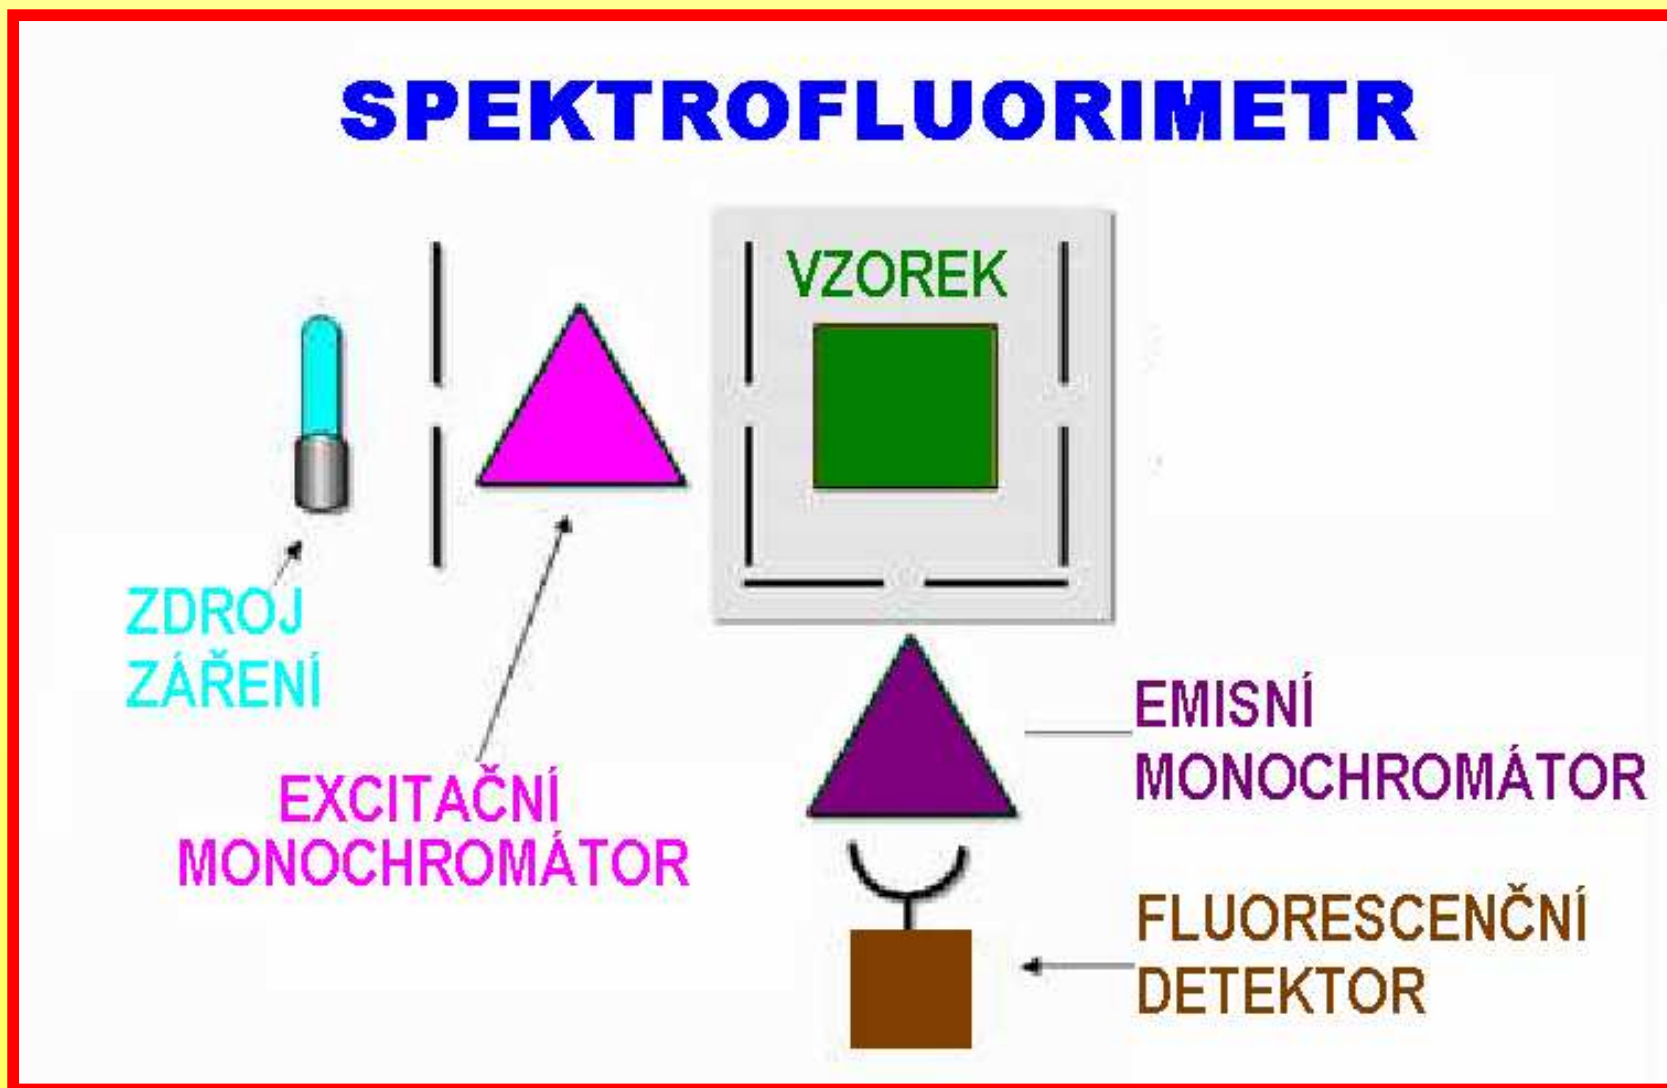 SPEKTROFLUORIMETR
VZOREK
ZDROJ
ZÁŘENÍ
EXCITAČNÍ
MONOCHROMÁTOR
EMISNÍ
MONOCHROMÁTOR
FLUORESCENČNÍ
DETEKTOR